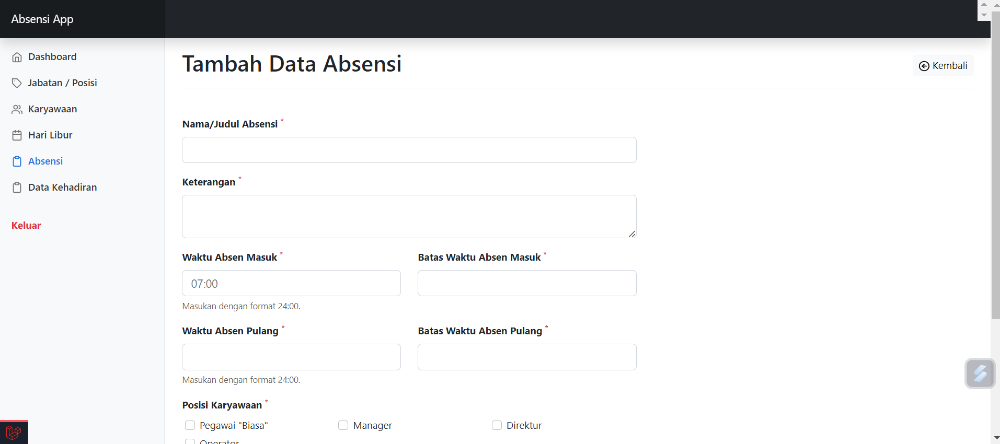 Absensi App
Dashboard
Jabatan / Posisi
Karyawaan
Hari Libur
Absensi
Data Kehadiran
Keluar
Tambah Data Absensi
Kembali
Nama/Judul Absensi *
Keterangan *
Waktu Absen Masuk * Batas Waktu Absen Masuk *
07:00
Masukan dengan format 24:00.
Waktu Absen Pulang * Batas Waktu Absen Pulang *
Masukan dengan format 24:00.
Posisi Karyawaan *
Pegawai "Biasa" Manager Direktur
Operator